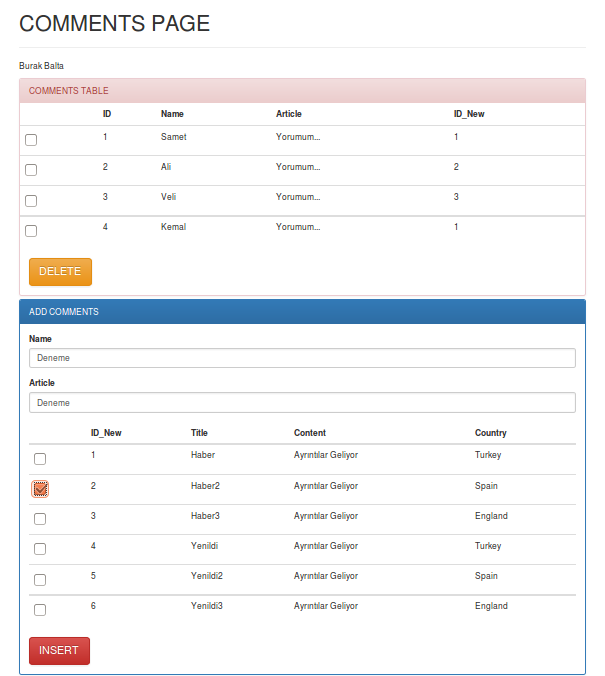 COMMENTS PAGE
Burak Balta
COMMENTS TABLE
ID Name Article ID_New
1 Samet Yorumum... 1
2 Ali Yorumum... 2
3 Veli Yorumum... 3
4 Kemal Yorumum... 1
DELETE
ADD COMMENTS
Name
Deneme
Article
Deneme
ID_New Title Content Country
1 Haber Ayrıntılar Geliyor Turkey
2 Haber2 Ayrıntılar Geliyor Spain
3 Haber3 Ayrıntılar Geliyor England
4 Yenildi Ayrıntılar Geliyor Turkey
5 Yenildi2 Ayrıntılar Geliyor Spain
6 Yenildi3 Ayrıntılar Geliyor England
INSERT